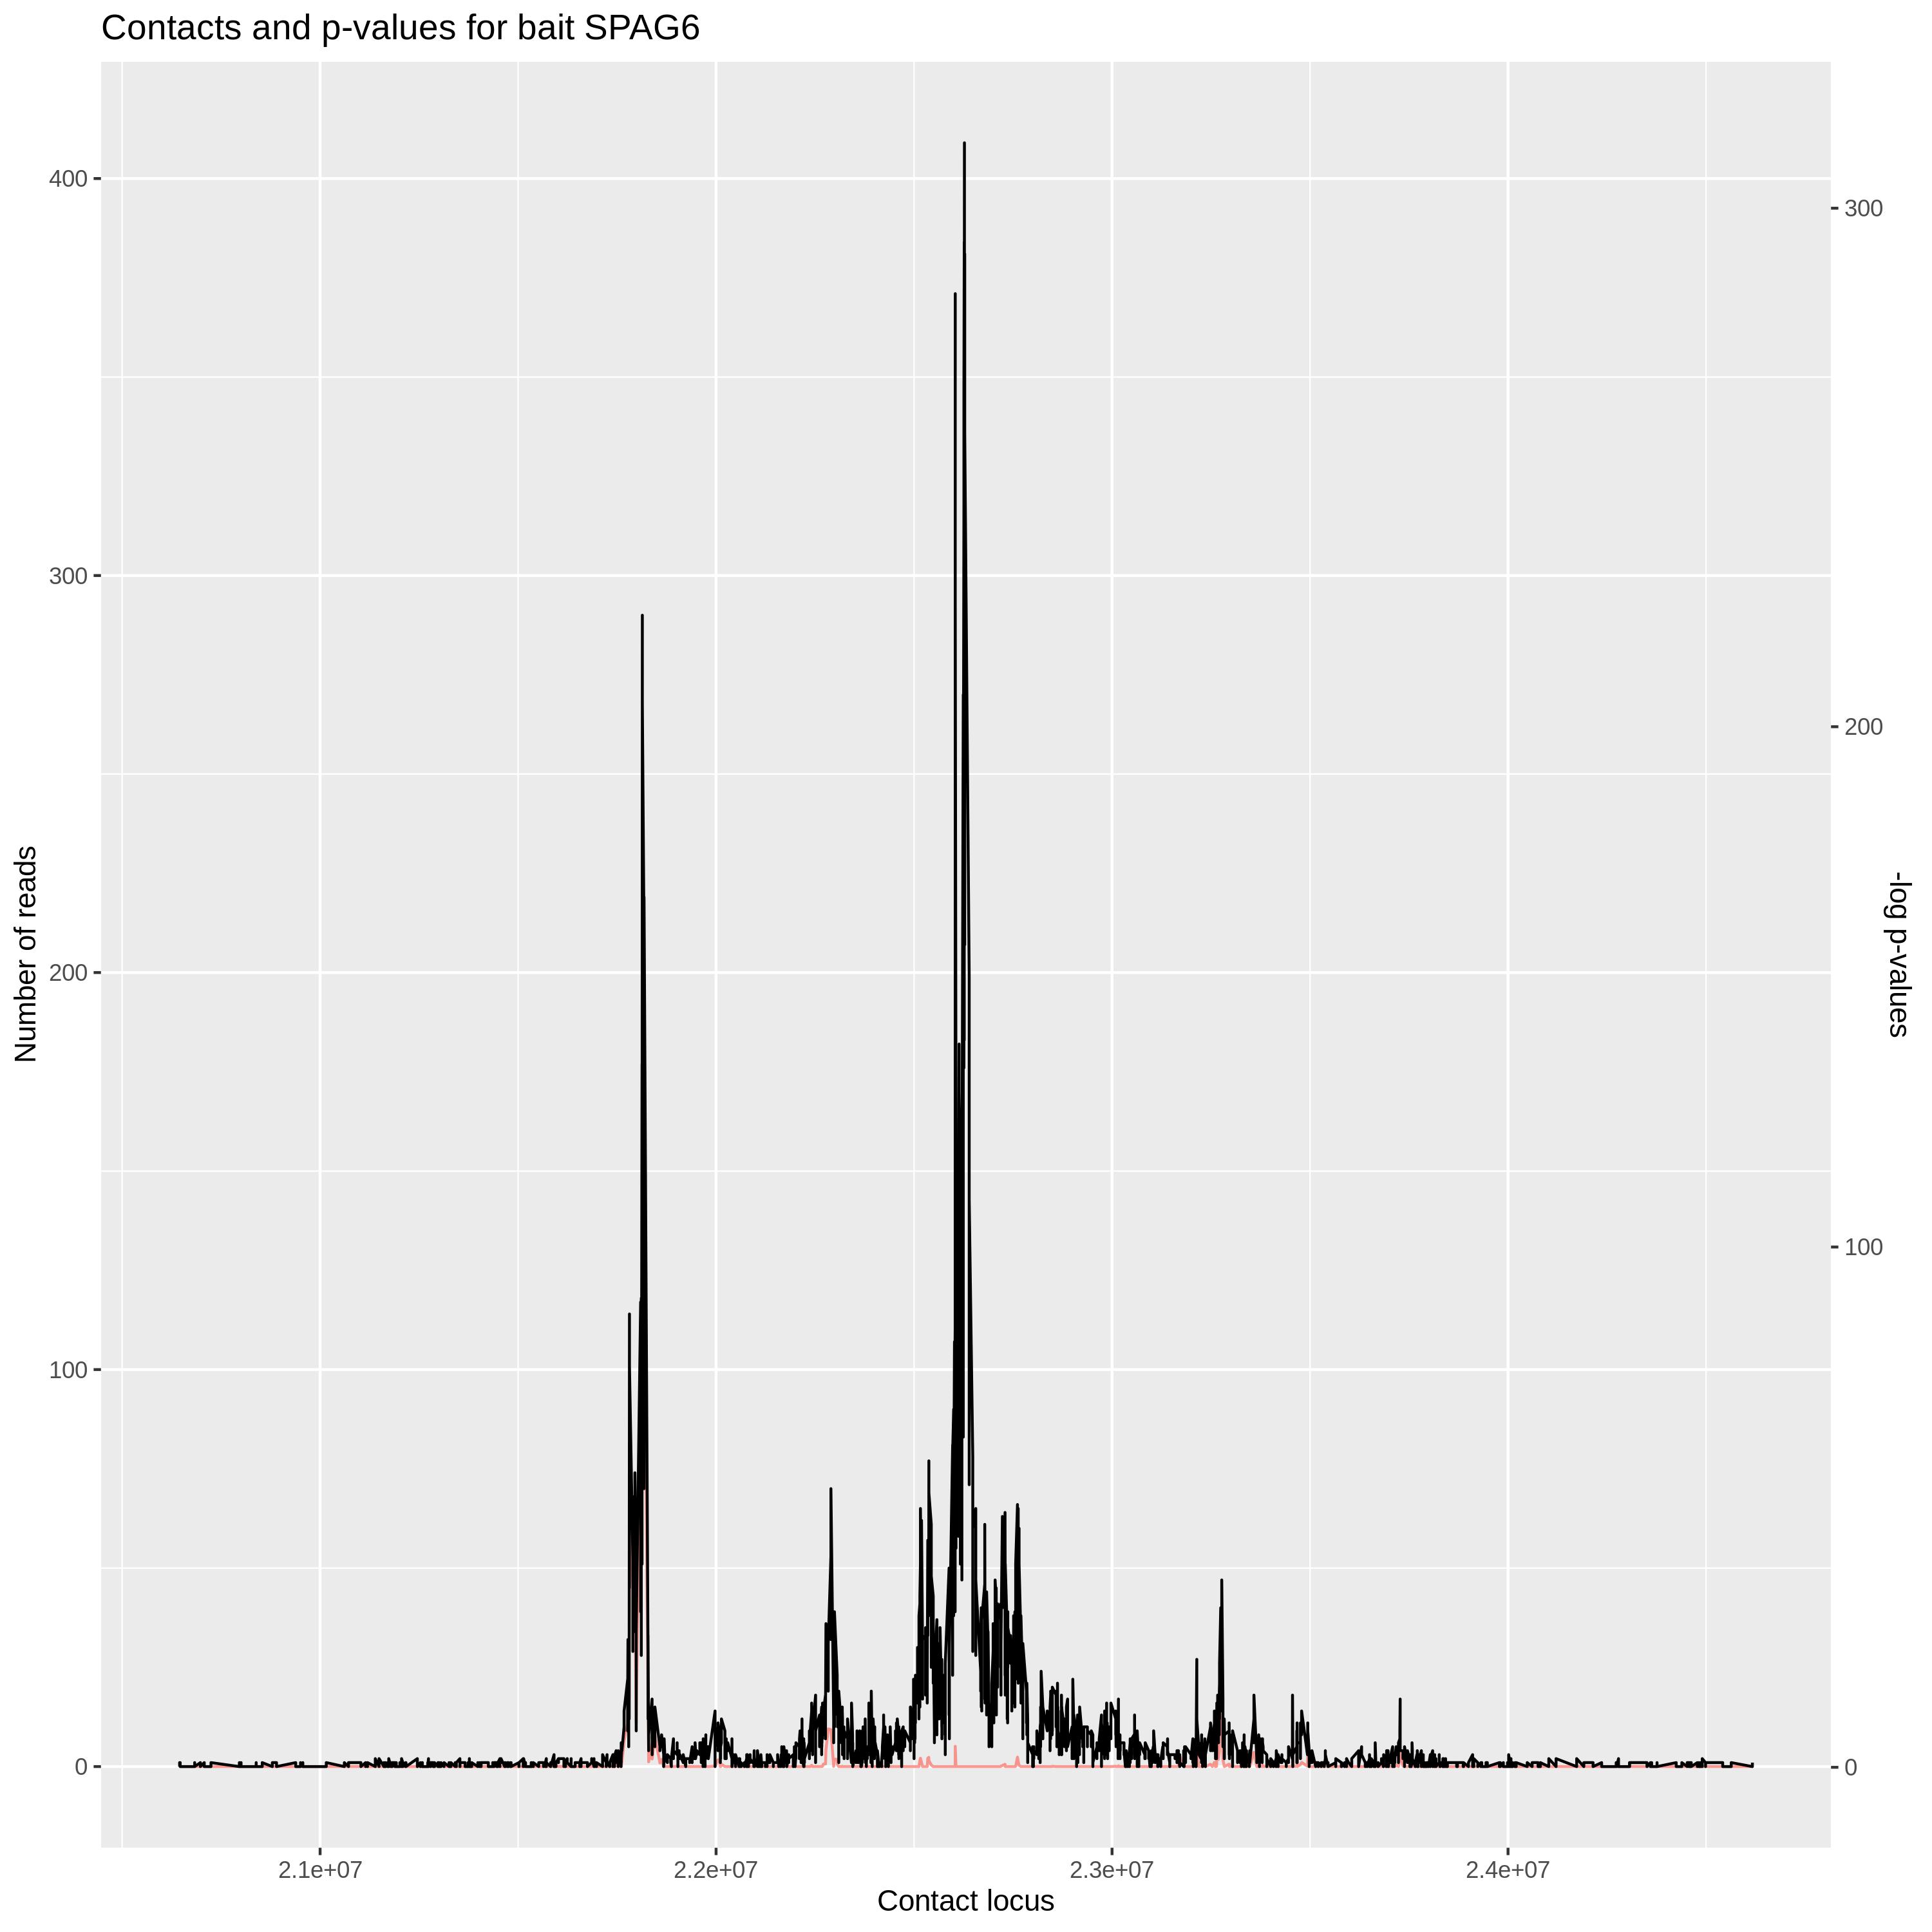 Contacts and p-values for bait SPAG6
400
300
200
100
0
Number of reads
300
200
100
0
-log p-values
2.1e+07
2.2e+07
2.3e+07
2.4e+07
Contact locus